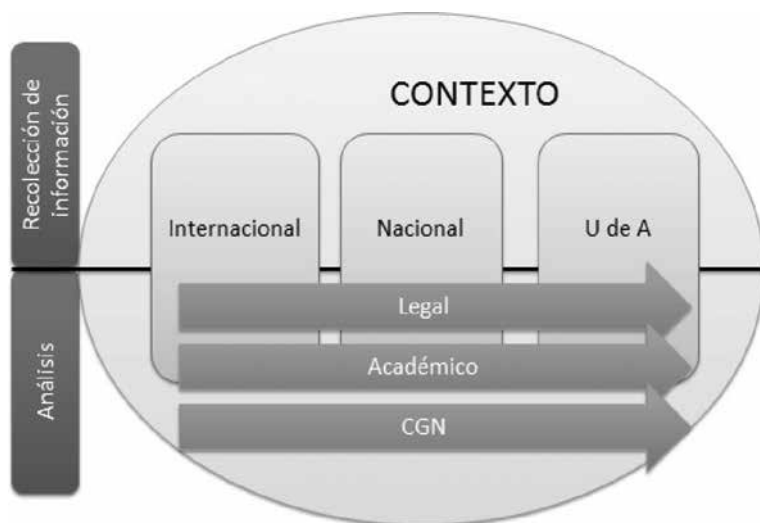 Recolección de
información
CONTEXTO
Internacional
Nacional
U de A
Análisis
Legal
Académico
CGN